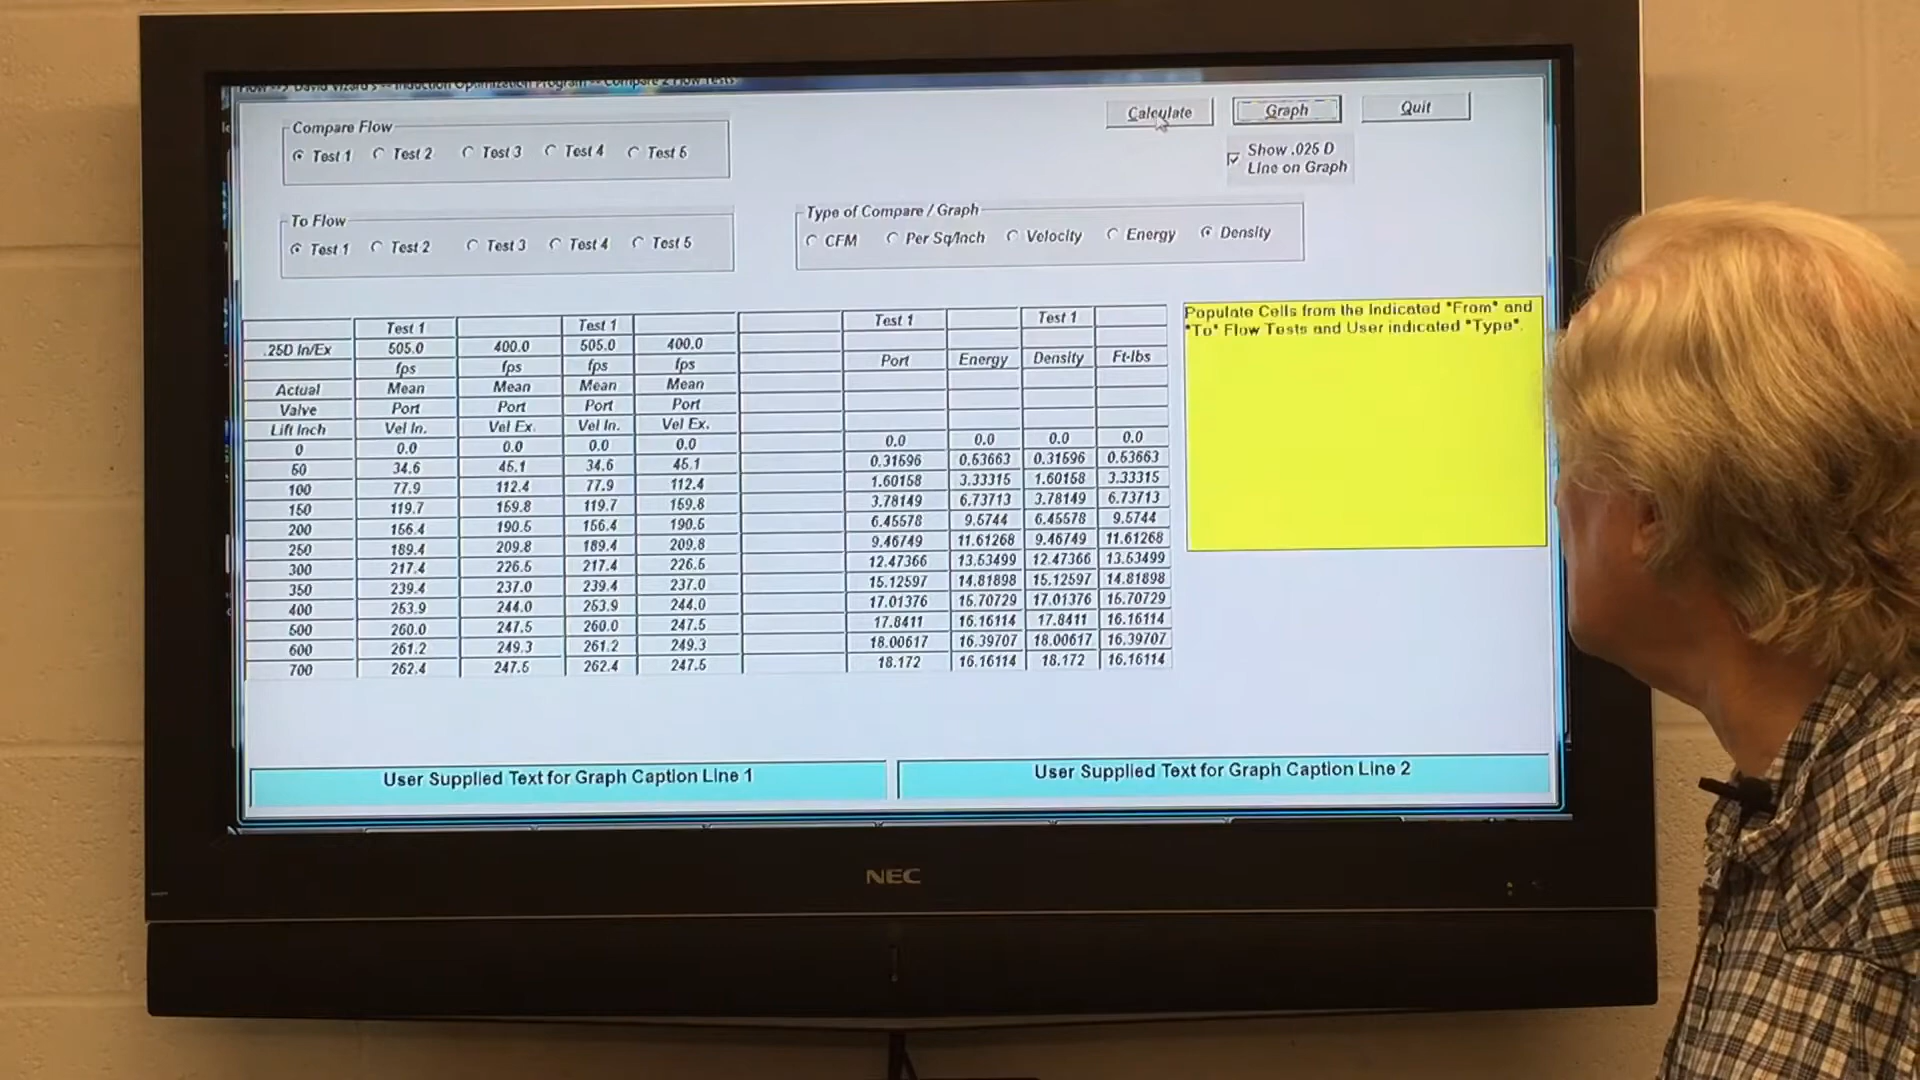 Flow --> David Vizard's -- Induction Optimization Program -- Compare 2 Flow Tests
Calculate Graph Quit
Compare Flow
Test 1 Test 2 Test 3 Test 4 Test 5
Show .025 D
Line on Graph
To Flow
Test 1 Test 2 Test 3 Test 4 Test 5
Type of Compare / Graph
CFM Per Sq/Inch Velocity Energy Density
Populate Cells from the Indicated "From" and
"To" Flow Tests and User indicated "Type".
Test 1 Test 1 Test 1 Test 1
.25D In/Ex 505.0 400.0 505.0 400.0
fps fps fps fps Port Energy Density Ft-lbs
Actual Mean Mean Mean Mean
Valve Port Port Port Port
Lift Inch Vel In. Vel Ex. Vel In. Vel Ex.
0 0.0 0.0 0.0 0.0 0.0 0.0 0.0 0.0
50 34.6 45.1 34.6 45.1 0.31596 0.53663 0.31596 0.53663
100 77.9 112.4 77.9 112.4 1.60158 3.33315 1.60158 3.33315
150 119.7 159.8 119.7 159.8 3.78149 6.73713 3.78149 6.73713
200 156.4 190.5 156.4 190.5 6.45578 9.5744 6.45578 9.5744
250 189.4 209.8 189.4 209.8 9.46749 11.61268 9.46749 11.61268
300 217.4 226.5 217.4 226.5 12.47366 13.53499 12.47366 13.53499
350 239.4 237.0 239.4 237.0 15.12597 14.81898 15.12597 14.81898
400 253.9 244.0 253.9 244.0 17.01376 15.70729 17.01376 15.70729
500 260.0 247.5 260.0 247.5 17.8411 16.16114 17.8411 16.16114
600 261.2 249.3 261.2 249.3 18.00617 16.39707 18.00617 16.39707
700 262.4 247.5 262.4 247.5 18.172 16.16114 18.172 16.16114
User Supplied Text for Graph Caption Line 1
User Supplied Text for Graph Caption Line 2
NEC